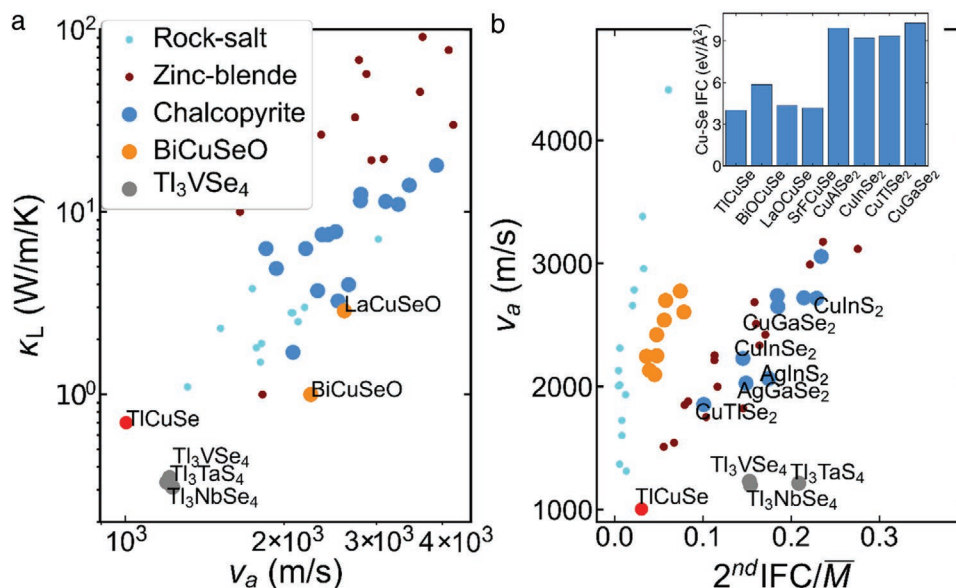 a
Rock-salt
Zinc-blende
Chalcopyrite
BiCuSeO
Tl₃VSe₄
10²
10¹
10⁰
κ_L (W/m/K)
LaCuSeO
BiCuSeO
TlCuSe
Tl₃VSe₄
Tl₃TaS₄
Tl₃NbSe₄
10³
2×10³
3×10³
4×10³
v_a (m/s)
b
Cu-Se IFC (eV/Å²)
9
6
3
0
TlCuSe
BiOCuSe
LaOCuSe
SrFCuSe
CuAlSe₂
CuInSe₂
CuTlSe₂
CuGaSe₂
v_a (m/s)
4000
3000
2000
1000
CuInS₂
CuGaSe₂
CuInSe₂
AgInS₂
AgGaSe₂
CuTlSe₂
Tl₃VSe₄
Tl₃TaS₄
Tl₃NbSe₄
TlCuSe
0.0
0.1
0.2
0.3
2ⁿᵈ IFC/M̅